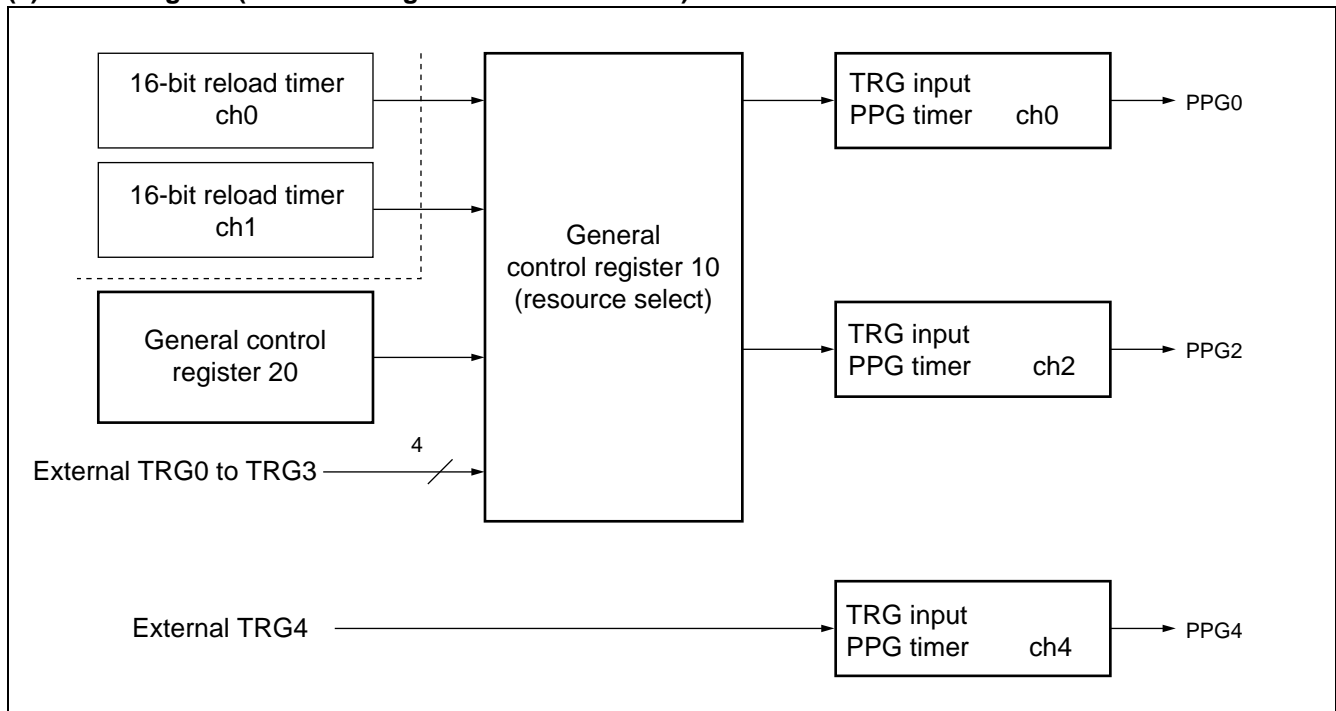 16-bit reload timer
ch0
16-bit reload timer
ch1
General control
register 20
External TRG0 to TRG3
4
General
control register 10
(resource select)
TRG input
PPG timer ch0
PPG0
TRG input
PPG timer ch2
PPG2
External TRG4
TRG input
PPG timer ch4
PPG4